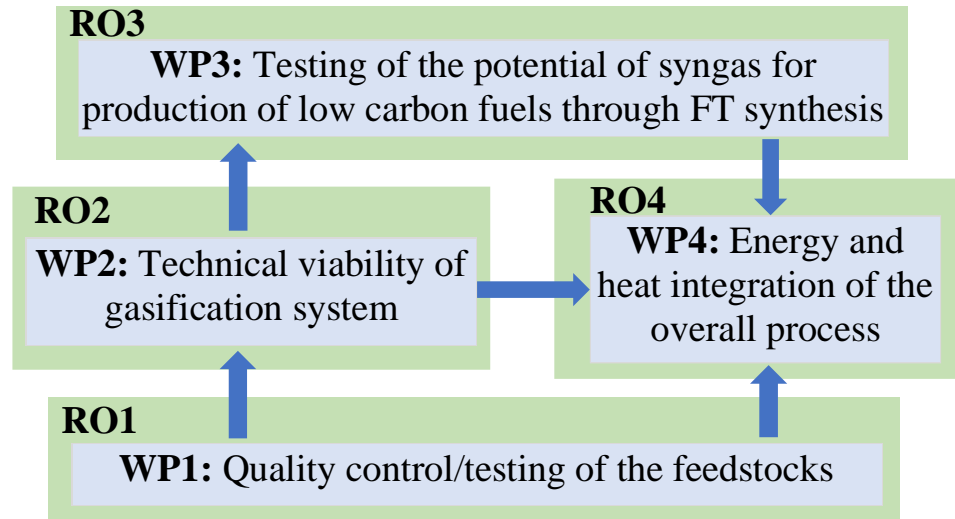 RO3
WP3: Testing of the potential of syngas for
production of low carbon fuels through FT synthesis
RO2
WP2: Technical viability of
gasification system
RO4
WP4: Energy and
heat integration of the
overall process
RO1
WP1: Quality control/testing of the feedstocks